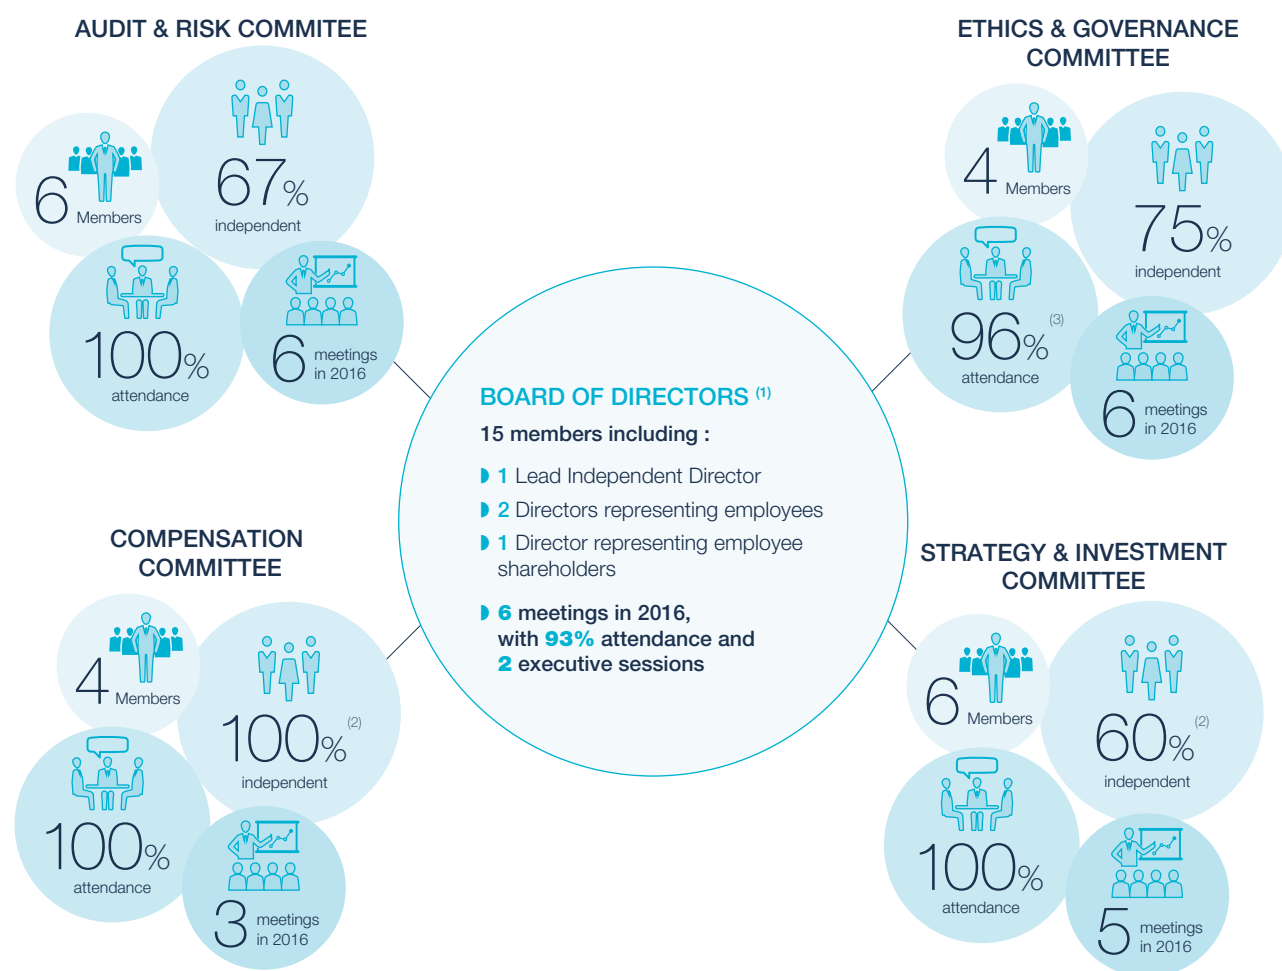 AUDIT & RISK COMMITEE
6 Members
67%
independent
100%
attendance
6 meetings
in 2016
ETHICS & GOVERNANCE
COMMITTEE
4 Members
75%
independent
96% (3)
attendance
6 meetings
in 2016
BOARD OF DIRECTORS (1)
15 members including :
1 Lead Independent Director
2 Directors representing employees
1 Director representing employee
shareholders
6 meetings in 2016,
with 93% attendance and
2 executive sessions
COMPENSATION
COMMITTEE
4 Members
100% (2)
independent
100%
attendance
3 meetings
in 2016
STRATEGY & INVESTMENT
COMMITTEE
6 Members
60% (2)
independent
100%
attendance
5 meetings
in 2016